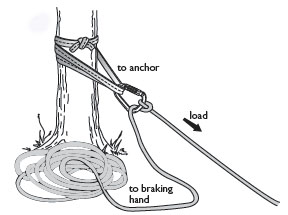 to anchor
load
to braking
hand